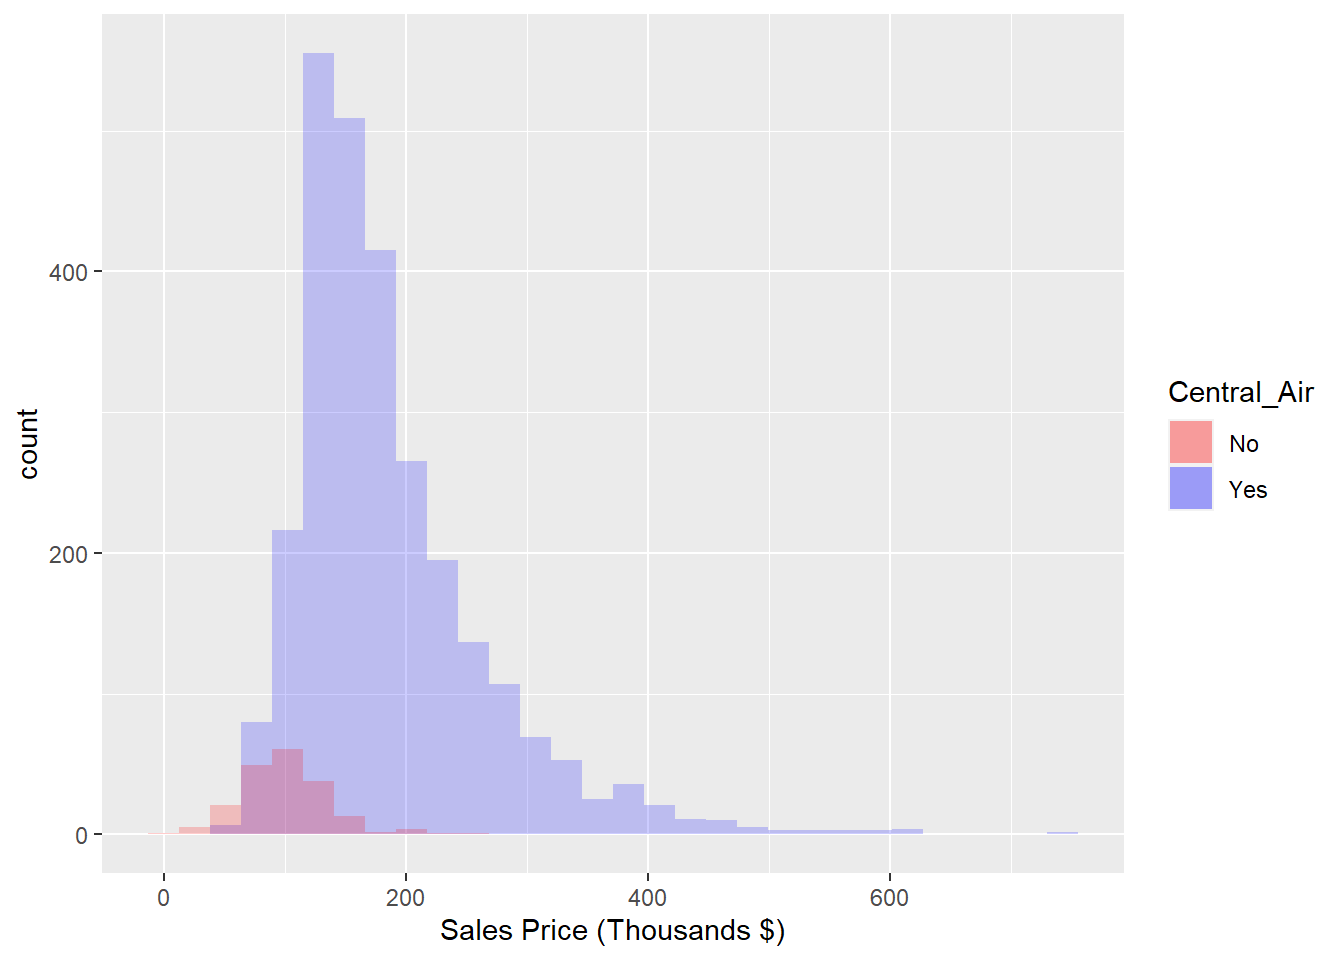 400
200
0
count
0 200 400 600
Sales Price (Thousands $)
Central_Air
No
Yes